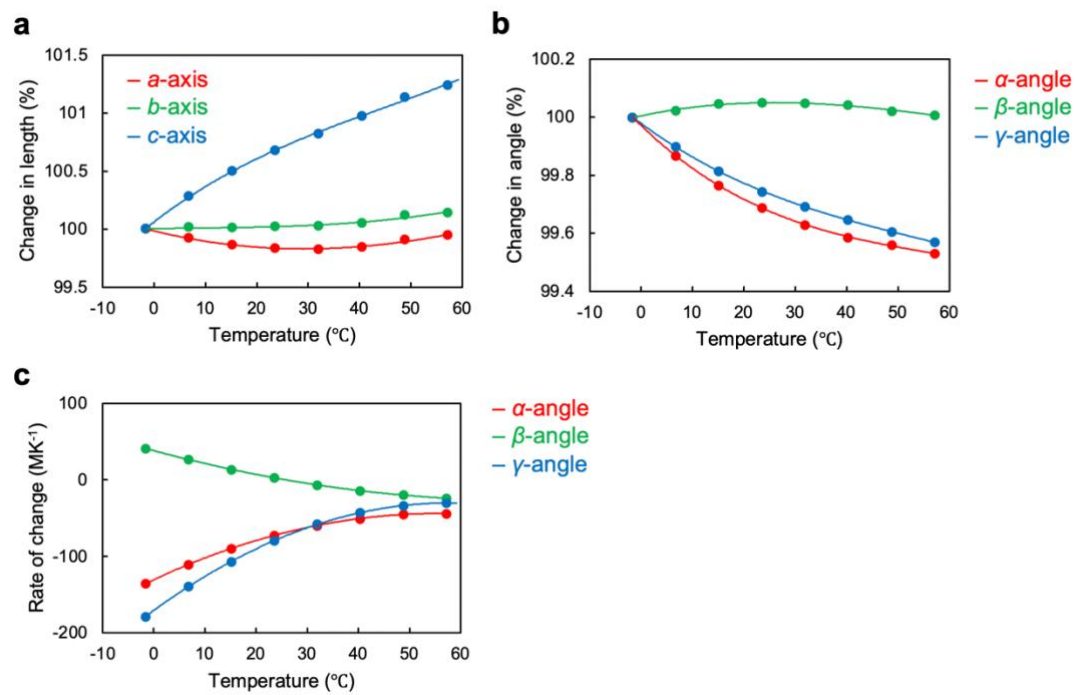 a
Change in length (%)
101.5
101
100.5
100
99.5
– a-axis
– b-axis
– c-axis
-10 0 10 20 30 40 50 60
Temperature (℃)
b
Change in angle (%)
100.2
100
99.8
99.6
99.4
-10 0 10 20 30 40 50 60
Temperature (℃)
– α-angle
– β-angle
– γ-angle
c
Rate of change (MK⁻¹)
100
0
-100
-200
-10 0 10 20 30 40 50 60
Temperature (℃)
– α-angle
– β-angle
– γ-angle